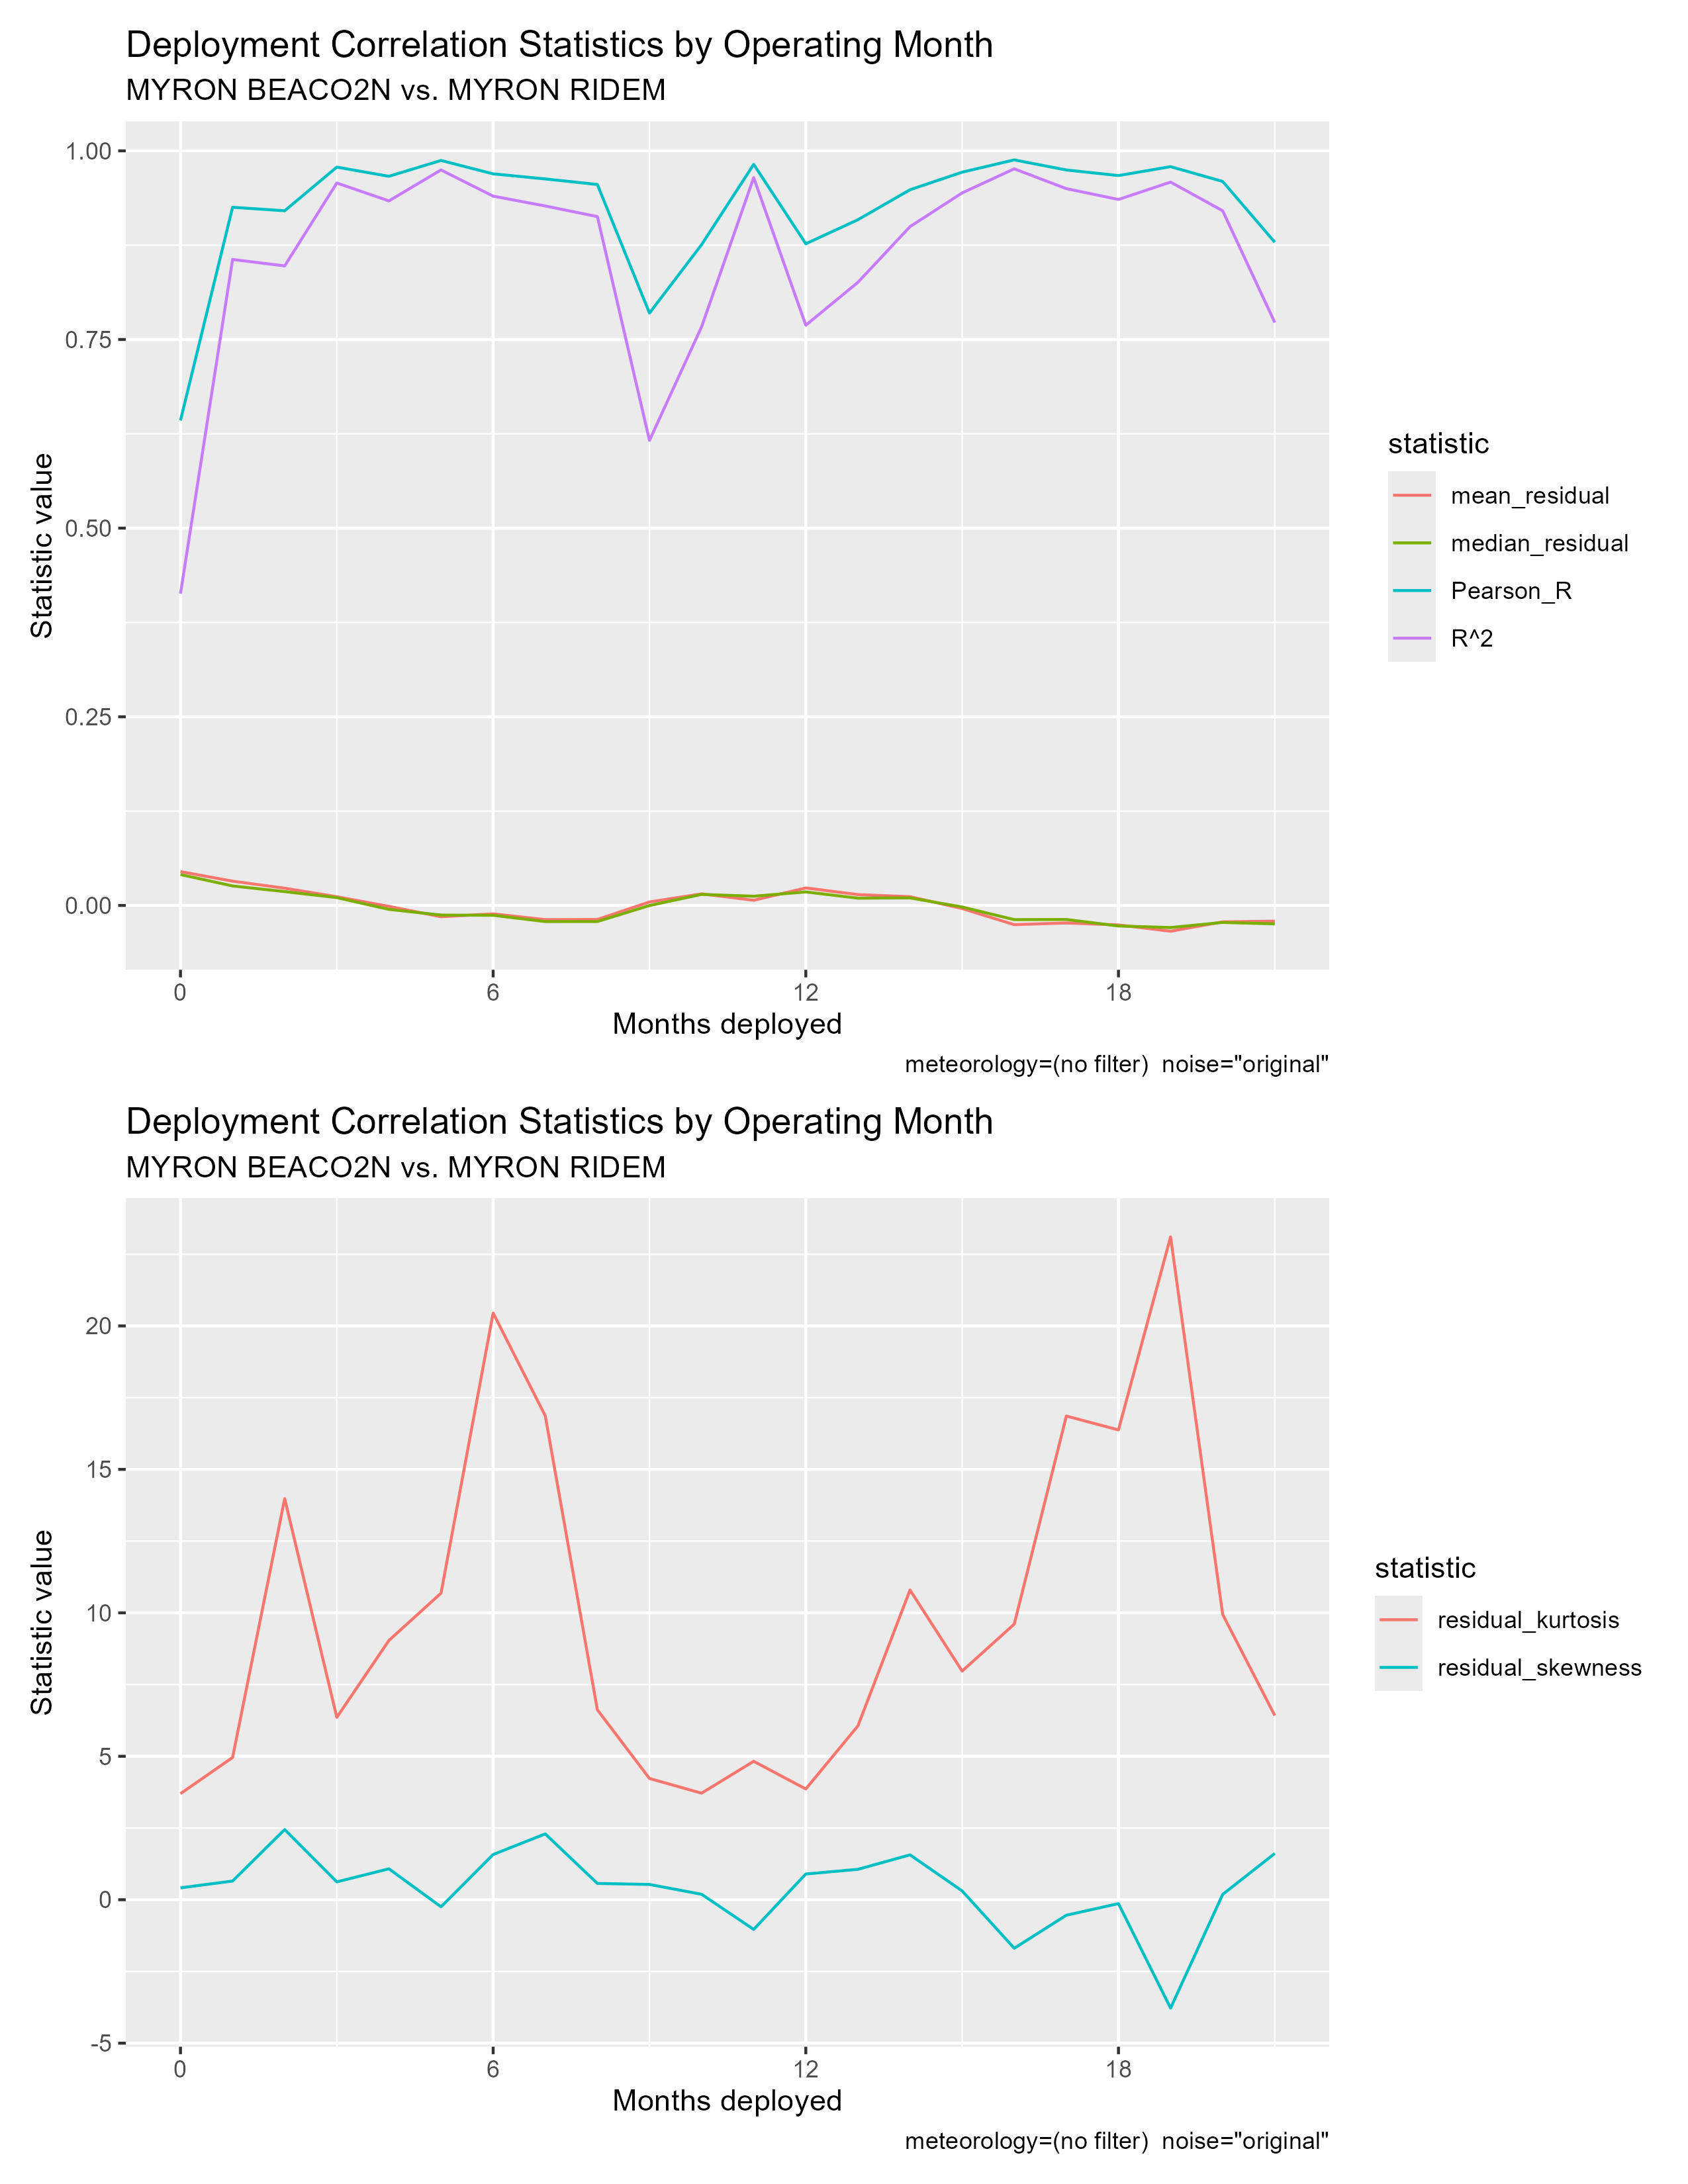 Deployment Correlation Statistics by Operating Month
MYRON BEACO2N vs. MYRON RIDEM
1.00
0.75
0.50
0.25
0.00
Statistic value
0 6 12 18
Months deployed
meteorology=(no filter) noise="original"
statistic
mean_residual
median_residual
Pearson_R
R^2
Deployment Correlation Statistics by Operating Month
MYRON BEACO2N vs. MYRON RIDEM
20
15
10
5
0
-5
Statistic value
0 6 12 18
Months deployed
meteorology=(no filter) noise="original"
statistic
residual_kurtosis
residual_skewness